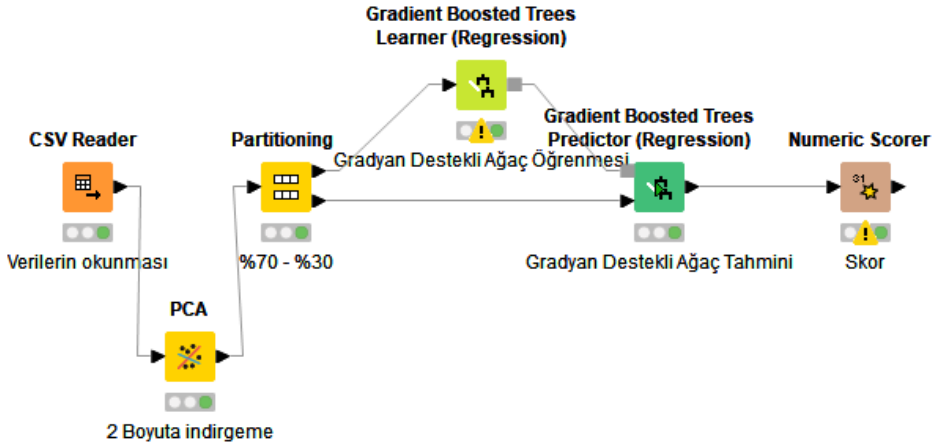 Gradient Boosted Trees
Learner (Regression)
Gradyan Destekli Ağaç Öğrenmesi
CSV Reader
Verilerin okunması
Partitioning
%70 - %30
Gradient Boosted Trees
Predictor (Regression)
Gradyan Destekli Ağaç Tahmini
Numeric Scorer
31
Skor
PCA
2 Boyuta indirgeme